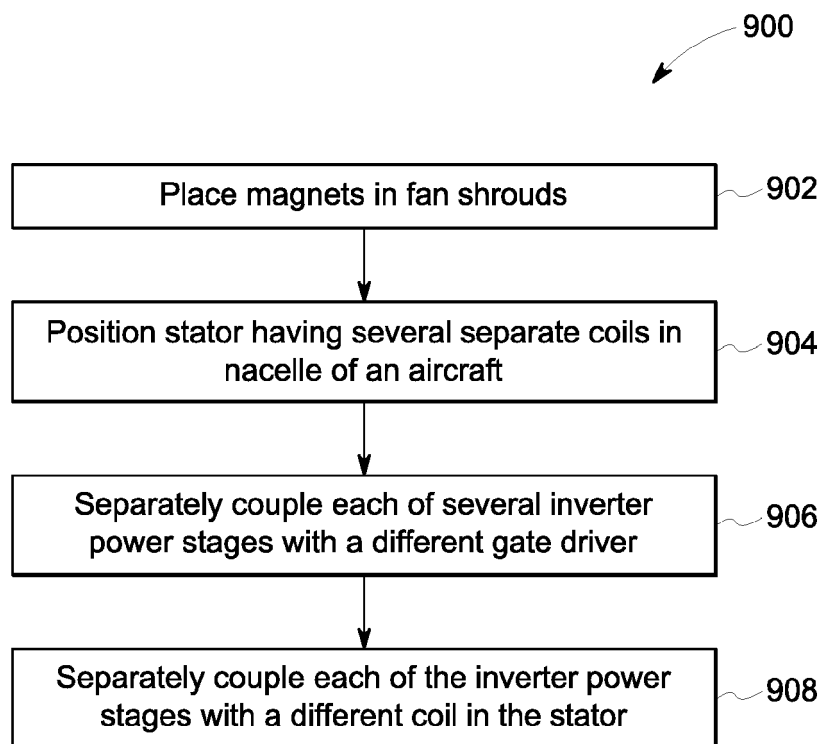 900
Place magnets in fan shrouds
902
Position stator having several separate coils in
nacelle of an aircraft
904
Separately couple each of several inverter
power stages with a different gate driver
906
Separately couple each of the inverter power
stages with a different coil in the stator
908